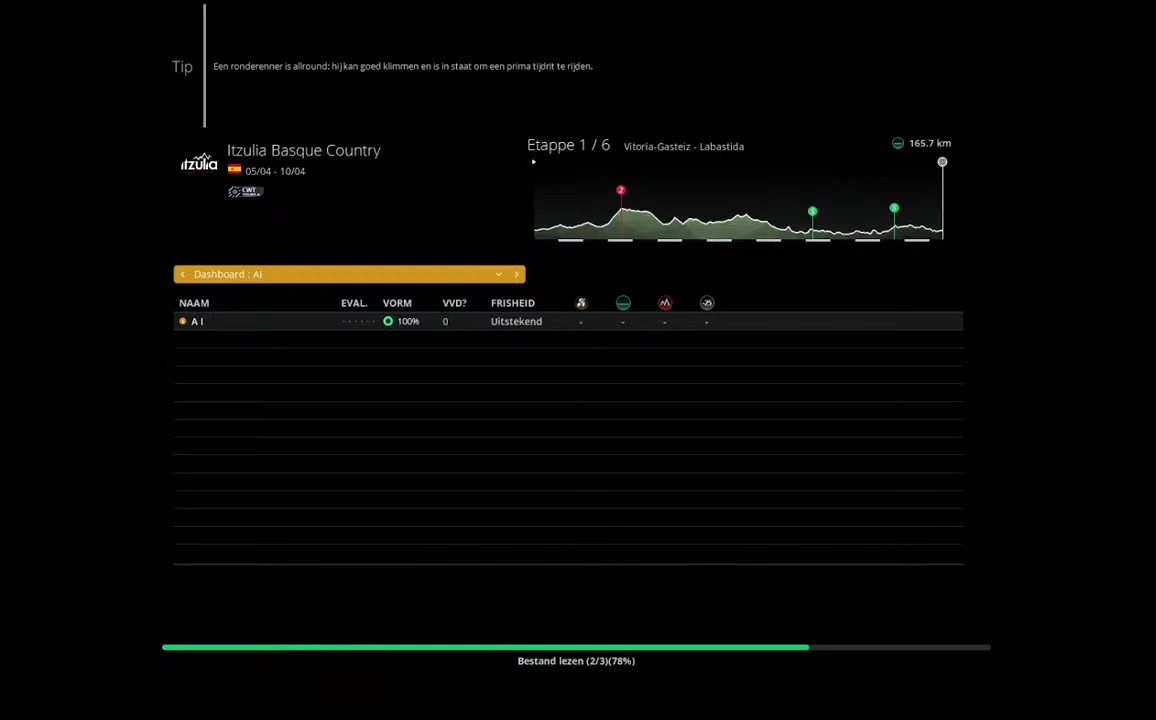 Tip
Een ronderenner is allround: hij kan goed klimmen en is in staat om een prima tijdrit te rijden.
itzulia
Itzulia Basque Country
05/04 - 10/04
CWT
Etappe 1 / 6 Vitoria-Gasteiz - Labastida 165.7 km
2
S
S
Dashboard : AI
NAAM EVAL. VORM VVD? FRISHEID
A I ------ 100% 0 Uitstekend - - - -
Bestand lezen (2/3)(78%)